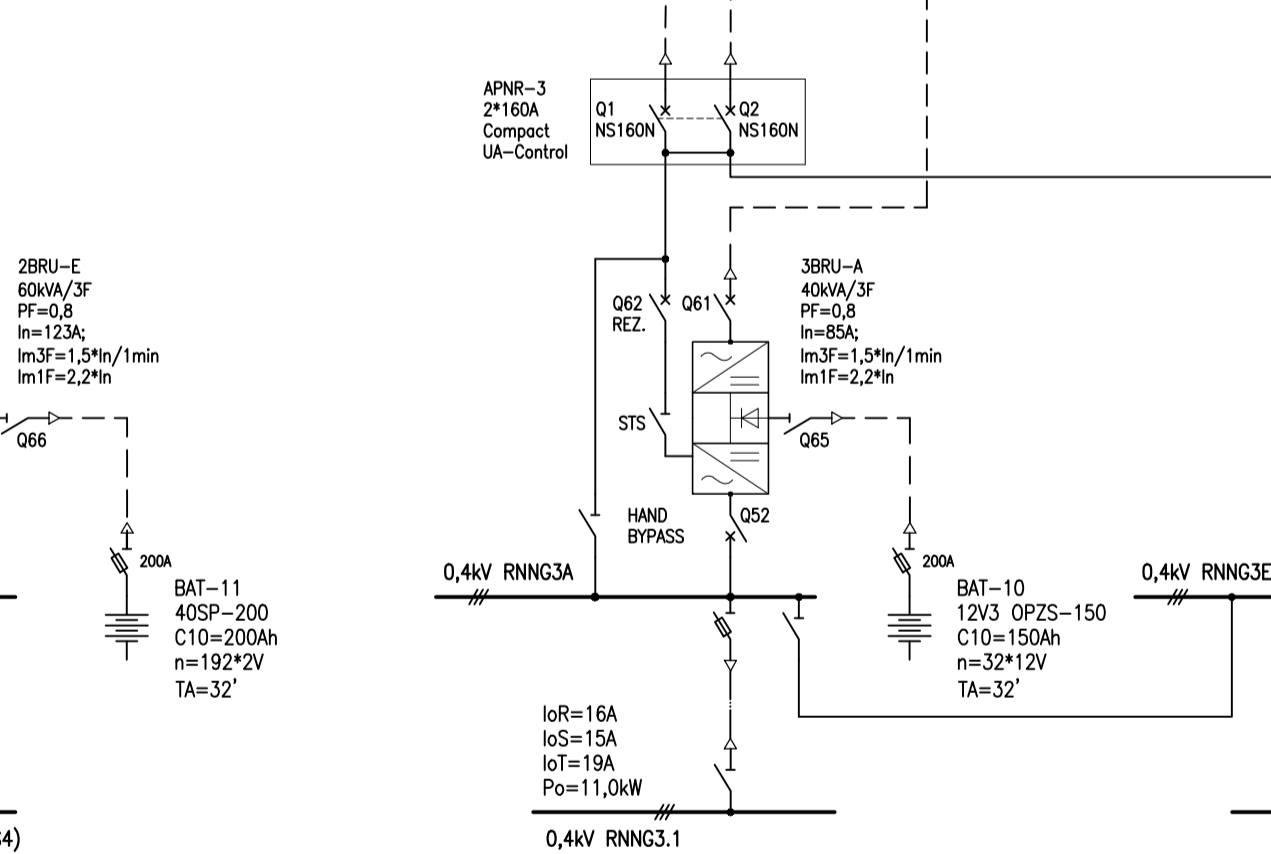 APNR-3
2*160A
Compact
UA-Control
Q1
NS160N
Q2
NS160N
2BRU-E
60kVA/3F
PF=0,8
In=123A;
Im3F=1,5*In/1min
Im1F=2,2*In
Q66
200A
BAT-11
40SP-200
C10=200Ah
n=192*2V
TA=32'
Q62
REZ.
Q61
3BRU-A
40kVA/3F
PF=0,8
In=85A;
Im3F=1,5*In/1min
Im1F=2,2*In
STS
Q65
HAND
BYPASS
Q52
0,4kV RNNG3A
200A
BAT-10
12V3 OPZS-150
C10=150Ah
n=32*12V
TA=32'
0,4kV RNNG3E
IoR=16A
IoS=15A
IoT=19A
Po=11,0kW
0,4kV RNNG3.1
4)